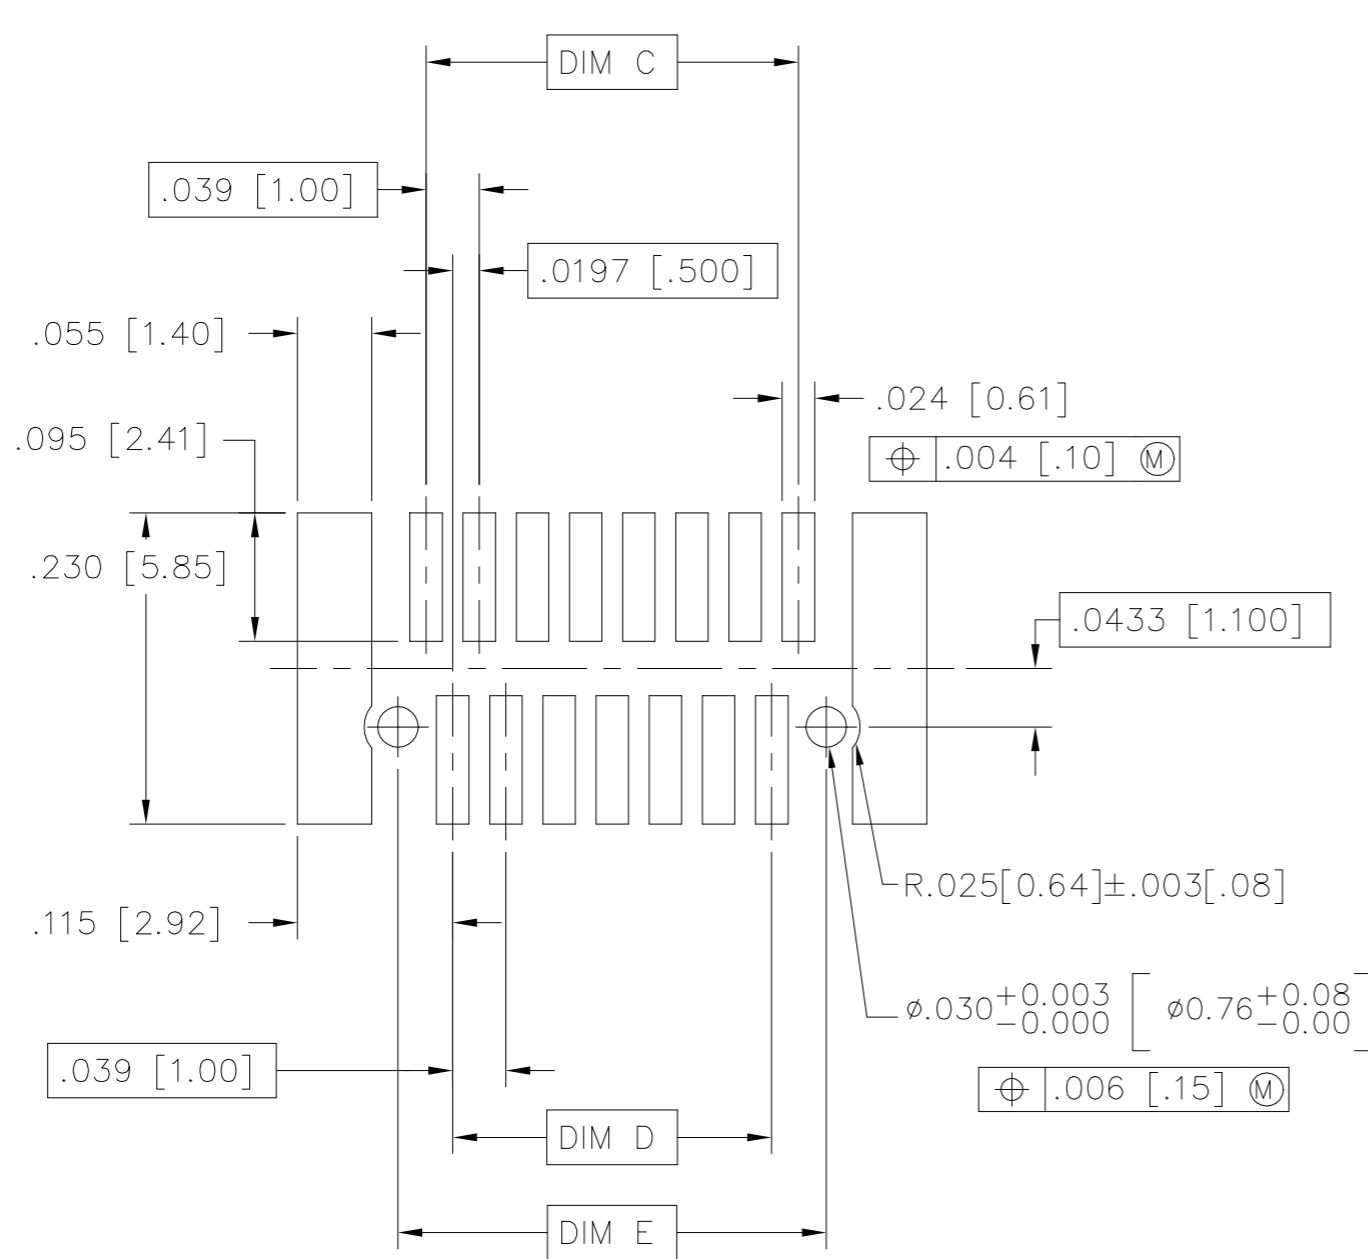 DIM C
.039 [1.00]
.0197 [.500]
.055 [1.40]
.024 [0.61]
.095 [2.41]
⌖ .004 [.10] Ⓜ
.230 [5.85]
.0433 [1.100]
R.025[0.64]±.003[.08]
.115 [2.92]
⌀.030 +0.003 -0.000 [ ⌀0.76 +0.08 -0.00 ]
.039 [1.00]
⌖ .006 [.15] Ⓜ
DIM D
DIM E